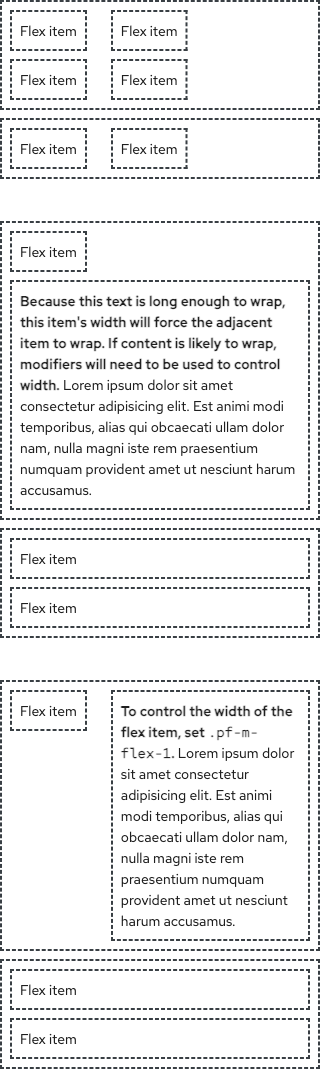 Flex item Flex item
Flex item Flex item
Flex item Flex item
Flex item
Because this text is long enough to wrap,
this item's width will force the adjacent
item to wrap. If content is likely to wrap,
modifiers will need to be used to control
width. Lorem ipsum dolor sit amet
consectetur adipisicing elit. Est animi modi
temporibus, alias qui obcaecati ullam dolor
nam, nulla magni iste rem praesentium
numquam provident amet ut nesciunt harum
accusamus.
Flex item
Flex item
Flex item
To control the width of the
flex item, set .pf-m-
flex-1. Lorem ipsum dolor
sit amet consectetur
adipisicing elit. Est animi
modi temporibus, alias qui
obcaecati ullam dolor nam,
nulla magni iste rem
praesentium numquam
provident amet ut nesciunt
harum accusamus.
Flex item
Flex item